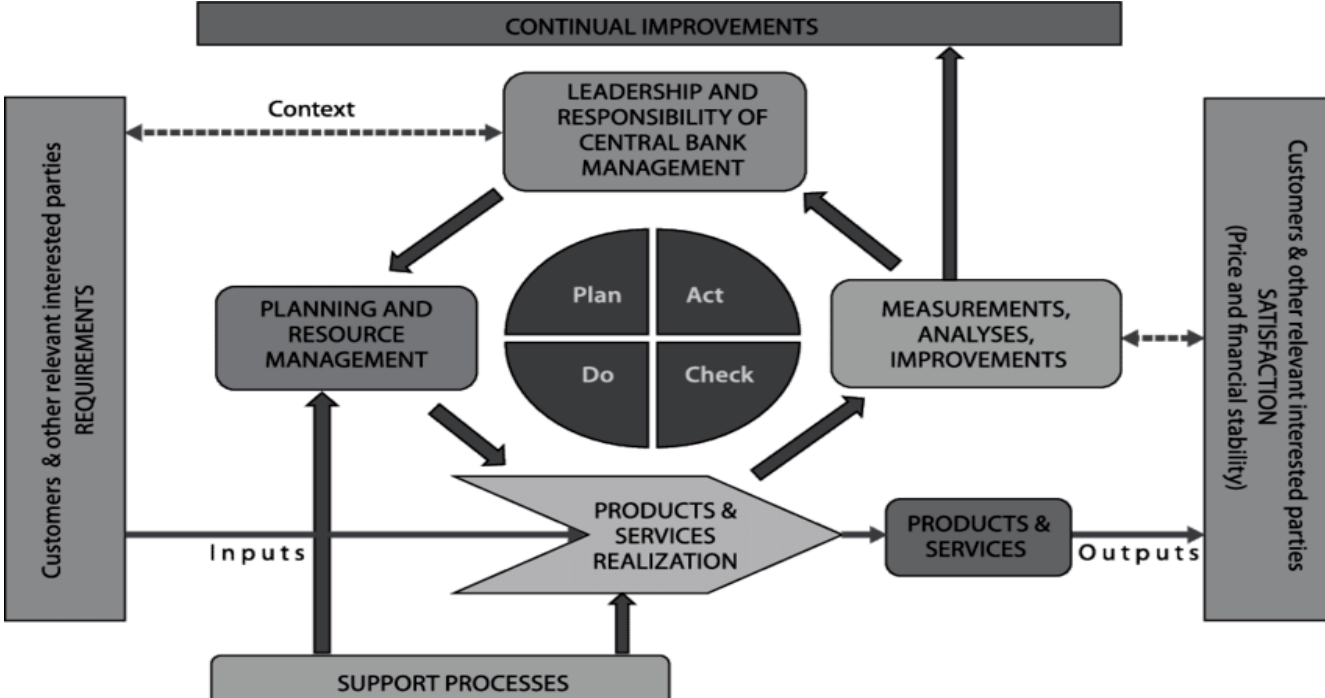 CONTINUAL IMPROVEMENTS
Context
LEADERSHIP AND
RESPONSIBILITY OF
CENTRAL BANK
MANAGEMENT
Customers & other relevant interested parties
REQUIREMENTS
Plan
Act
Do
Check
PLANNING AND
RESOURCE
MANAGEMENT
MEASUREMENTS,
ANALYSES,
IMPROVEMENTS
Customers & other relevant interested parties
SATISFACTION
(Price and financial stability)
Inputs
PRODUCTS &
SERVICES
REALIZATION
PRODUCTS &
SERVICES
Outputs
SUPPORT PROCESSES